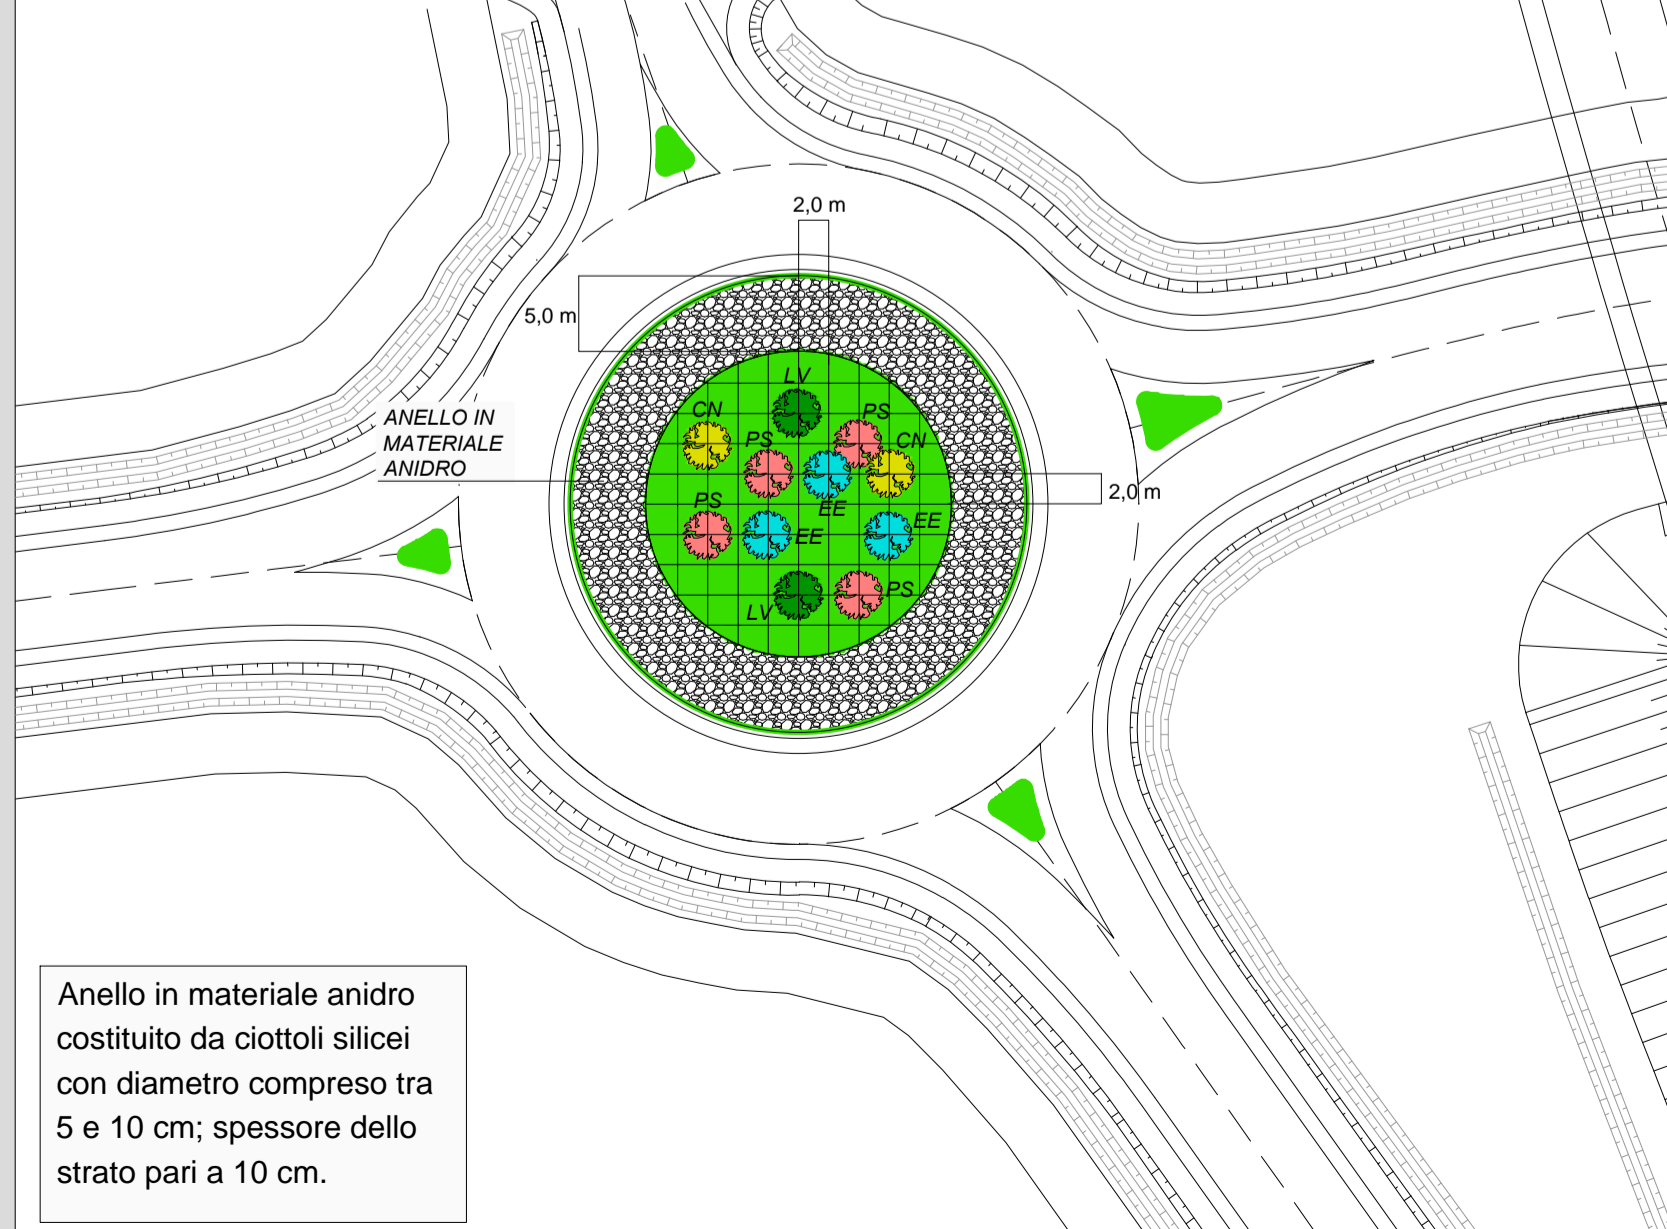 2,0 m
5,0 m
LV
CN
PS
ANELLO IN
MATERIALE
ANIDRO
PS
CN
2,0 m
PS
EE
EE
EE
LV
PS
Anello in materiale anidro
costituito da ciottoli silicei
con diametro compreso tra
5 e 10 cm; spessore dello
strato pari a 10 cm.